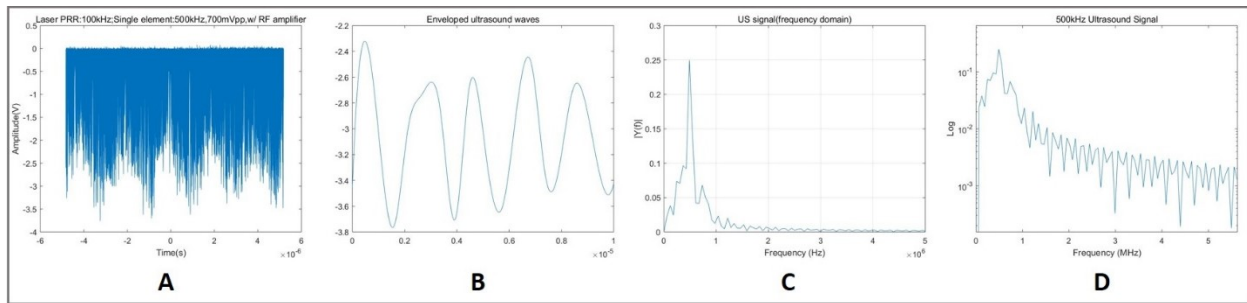 Laser PRR:100kHz;Single element:500kHz,700mVpp,w/ RF amplifier
0.5
0
-0.5
-1
-1.5
-2
-2.5
-3
-3.5
-4
Amplitude(V)
-6 -4 -2 0 2 4 6
Time(s)
×10⁻⁶
A
Enveloped ultrasound waves
-2.2
-2.4
-2.6
-2.8
-3
-3.2
-3.4
-3.6
-3.8
0 0.2 0.4 0.6 0.8 1
×10⁻⁵
B
US signal(frequency domain)
0.3
0.25
0.2
0.15
0.1
0.05
0
|Y(f)|
0 1 2 3 4 5
Frequency (Hz)
×10⁶
C
500kHz Ultrasound Signal
10⁻¹
10⁻²
10⁻³
Log
0 1 2 3 4 5
Frequency (MHz)
D